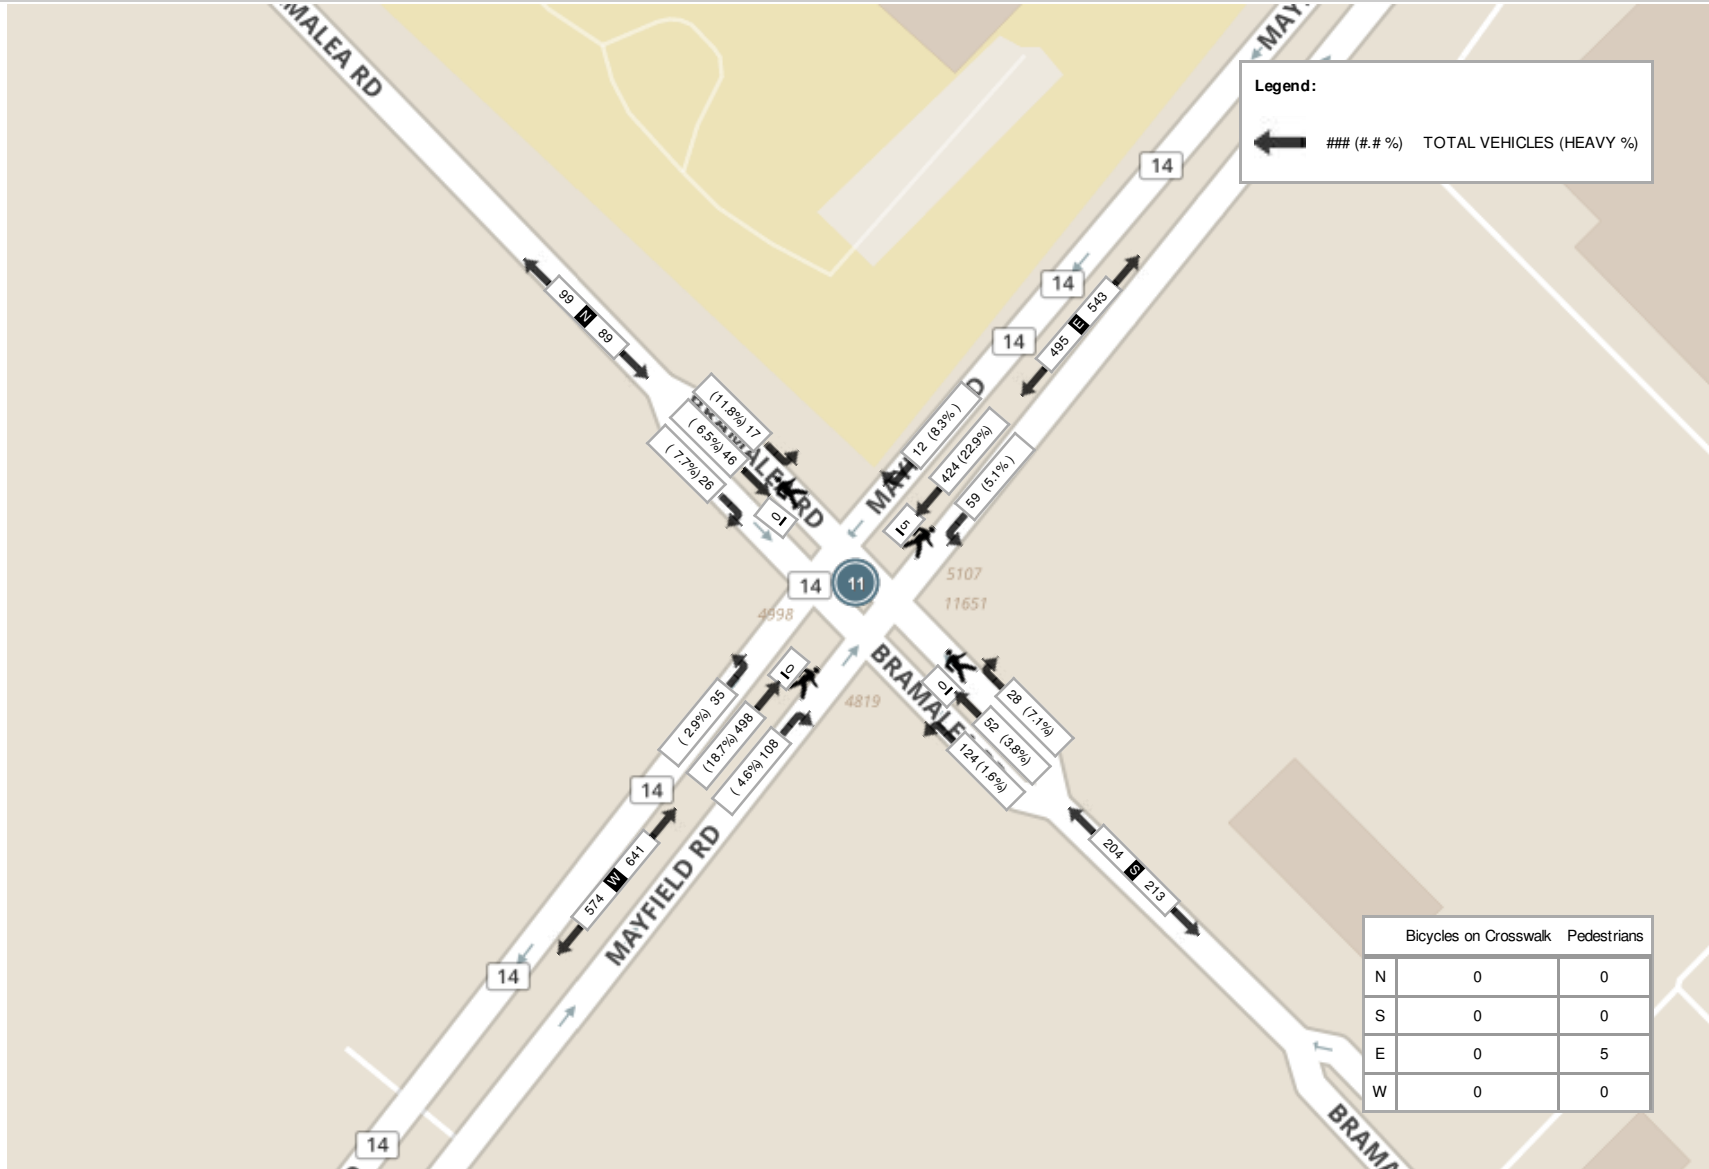 MALEA RD
MAY
Legend:
### (#.# %) TOTAL VEHICLES (HEAVY %)
14
14
14
99 N 89
543 E 495
(11.8%) 17
( 6.5%) 46
( 7.7%) 26
12 (8.3% )
424 (22.9%)
59 (5.1% )
0
5
RD
14
11
5107
11651
4998
4819
0
0
( 2.9%) 35
(18.7%) 498
( 4.6%) 108
28 (7.1%)
52 (3.8%)
124 (1.6%)
BRAMALE
14
641 W 574
MAYFIELD RD
204 S 213
14
14
BRAMA
Bicycles on Crosswalk Pedestrians
N 0 0
S 0 0
E 0 5
W 0 0